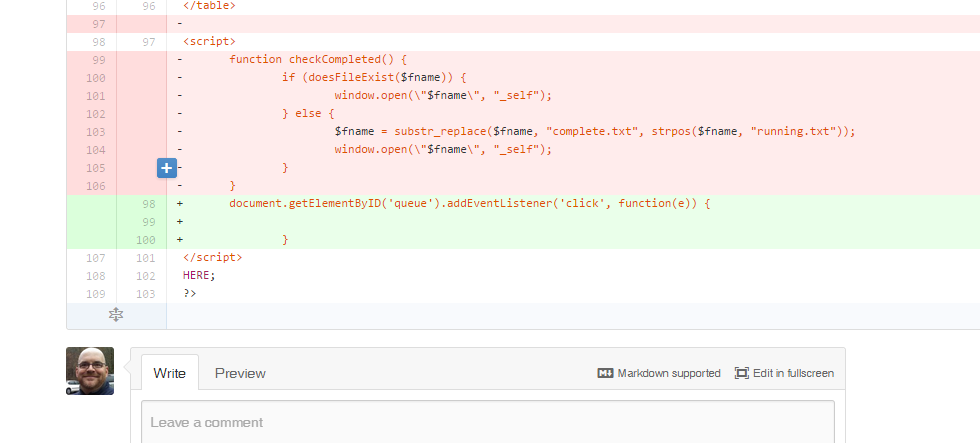 96 96 </table>
97 -
98 97 <script>
99 - function checkCompleted() {
100 - if (doesFileExist($fname)) {
101 - window.open(\"$fname\", "_self");
102 - } else {
103 - $fname = substr_replace($fname, "complete.txt", strpos($fname, "running.txt"));
104 - window.open(\"$fname\", "_self");
105 + - }
106 - }
98 + document.getElementByID('queue').addEventListener('click', function(e)) {
99 +
100 + }
107 101 </script>
108 102 HERE;
109 103 ?>
Write Preview M↓ Markdown supported Edit in fullscreen
Leave a comment